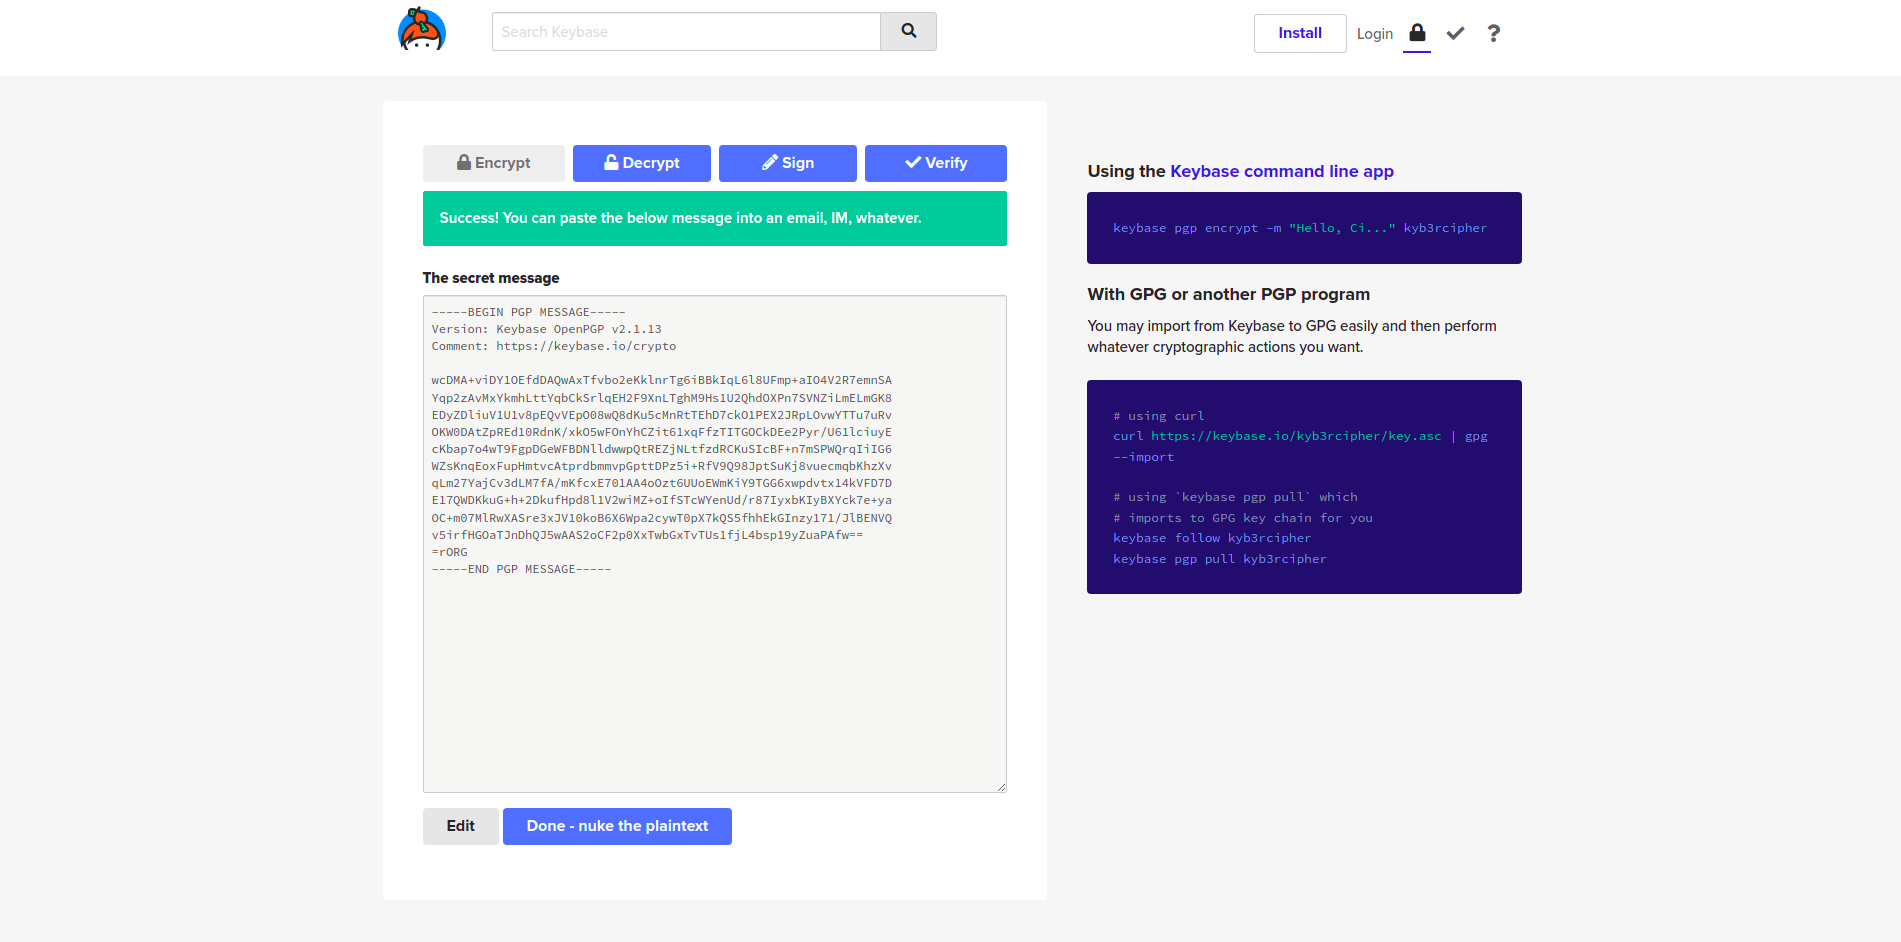 Search Keybase
Install
Login
Encrypt
Decrypt
Sign
Verify
Success! You can paste the below message into an email, IM, whatever.
The secret message
-----BEGIN PGP MESSAGE-----
Version: Keybase OpenPGP v2.1.13
Comment: https://keybase.io/crypto
wcDMA+viDY1OEfdDAQwAxTfvbo2eKklnrTg6iBBkIqL6l8UFmp+aIO4V2R7emnSA
Yqp2zAvMxYkmhLttYqbCkSrlqEH2F9XnLTghM9Hs1U2QhdOXPn7SVNZiLmELmGK8
EDyZDliuV1U1v8pEQvVEpO08wQ8dKu5cMnRtTEhD7ckO1PEX2JRpLOvwYTTu7uRv
OKW0DAtZpREd10RdnK/xkO5wFOnYhCZit61xqFfzTITGOCkDEe2Pyr/U61lciuyE
cKbap7o4wT9FgpDGeWFBDNlldwwpQtREZjNLtfzdRCKuSIcBF+n7mSPWQrqIiIG6
WZsKnqEoxFupHmtvcAtprdbmmvpGpttDPz5i+RfV9Q98JptSuKj8vuecmqbKhzXv
qLm27YajCv3dLM7fA/mKfcxE701AA4oOzt6UUoEWmKiY9TGG6xwpdvtx14kVFD7D
E17QWDKkuG+h+2DkufHpd8l1V2wiMZ+oIfSTcWYenUd/r87IyxbKIyBXYck7e+ya
OC+m07MlRwXASre3xJV10koB6X6Wpa2cywT0pX7kQS5fhhEkGInzy171/JlBENVQ
v5irfHGOaTJnDhQJ5wAAS2oCF2p0XxTwbGxTvTUs1fjL4bsp19yZuaPAfw==
=rORG
-----END PGP MESSAGE-----
Edit
Done - nuke the plaintext
Using the Keybase command line app
keybase pgp encrypt -m "Hello, Ci..." kyb3rcipher
With GPG or another PGP program
You may import from Keybase to GPG easily and then perform
whatever cryptographic actions you want.
# using curl
curl https://keybase.io/kyb3rcipher/key.asc | gpg
--import
# using `keybase pgp pull` which
# imports to GPG key chain for you
keybase follow kyb3rcipher
keybase pgp pull kyb3rcipher